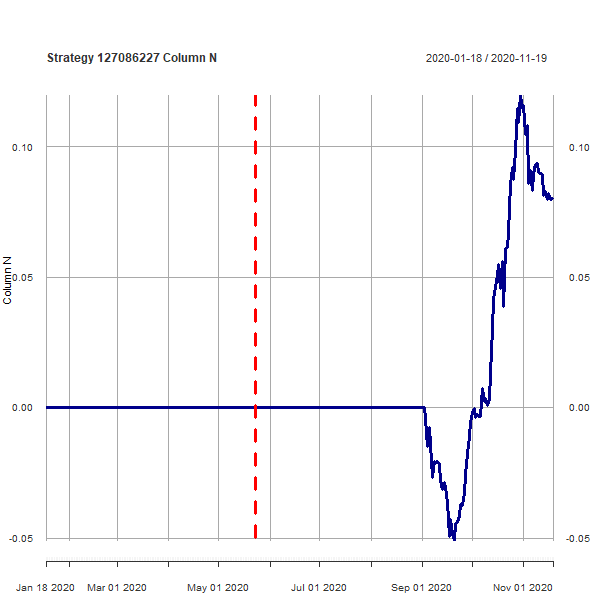 Strategy 127086227 Column N
2020-01-18 / 2020-11-19
0.10
0.10
Column N
0.05
0.05
0.00
0.00
-0.05
-0.05
Jan 18 2020
Mar 01 2020
May 01 2020
Jul 01 2020
Sep 01 2020
Nov 01 2020